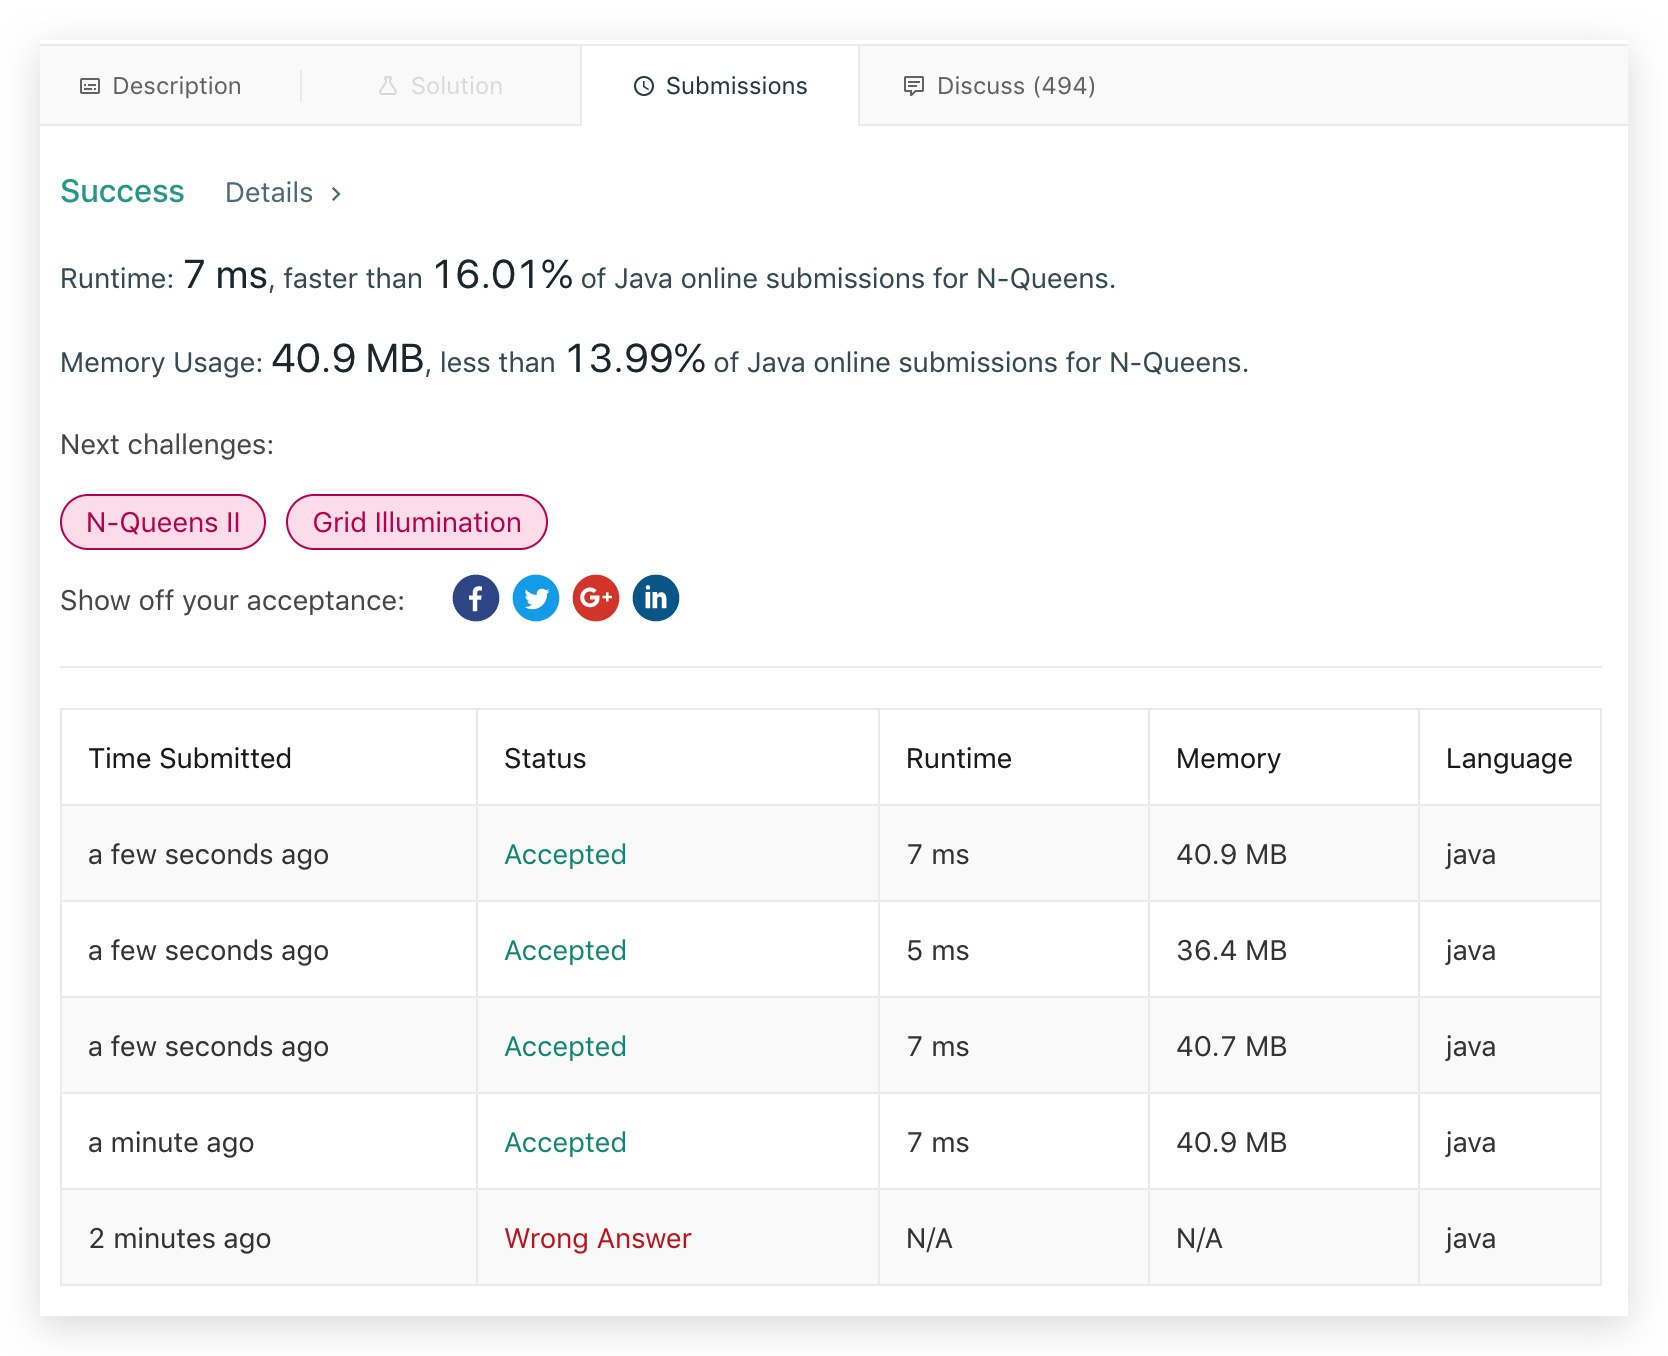 Description Solution Submissions Discuss (494)
Success Details >
Runtime: 7 ms, faster than 16.01% of Java online submissions for N-Queens.
Memory Usage: 40.9 MB, less than 13.99% of Java online submissions for N-Queens.
Next challenges:
N-Queens II Grid Illumination
Show off your acceptance: f G+ in
Time Submitted Status Runtime Memory Language
a few seconds ago Accepted 7 ms 40.9 MB java
a few seconds ago Accepted 5 ms 36.4 MB java
a few seconds ago Accepted 7 ms 40.7 MB java
a minute ago Accepted 7 ms 40.9 MB java
2 minutes ago Wrong Answer N/A N/A java